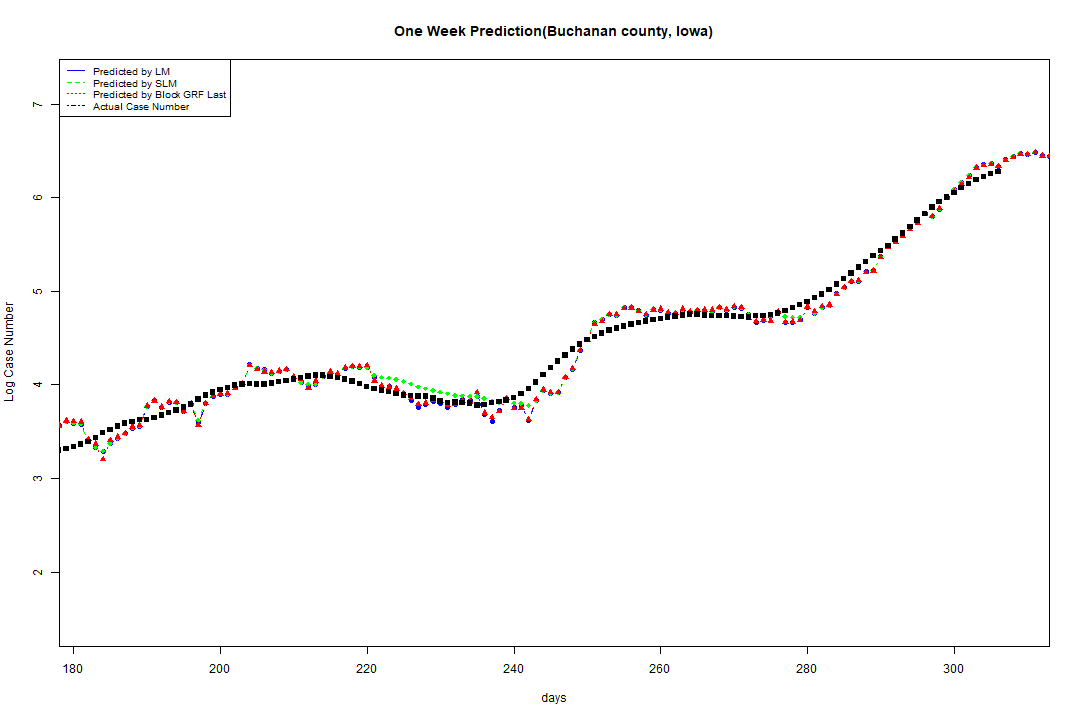 One Week Prediction(Buchanan county, Iowa)
Predicted by LM
Predicted by SLM
Predicted by Block GRF Last
Actual Case Number
Log Case Number
7
6
5
4
3
2
180 200 220 240 260 280 300
days